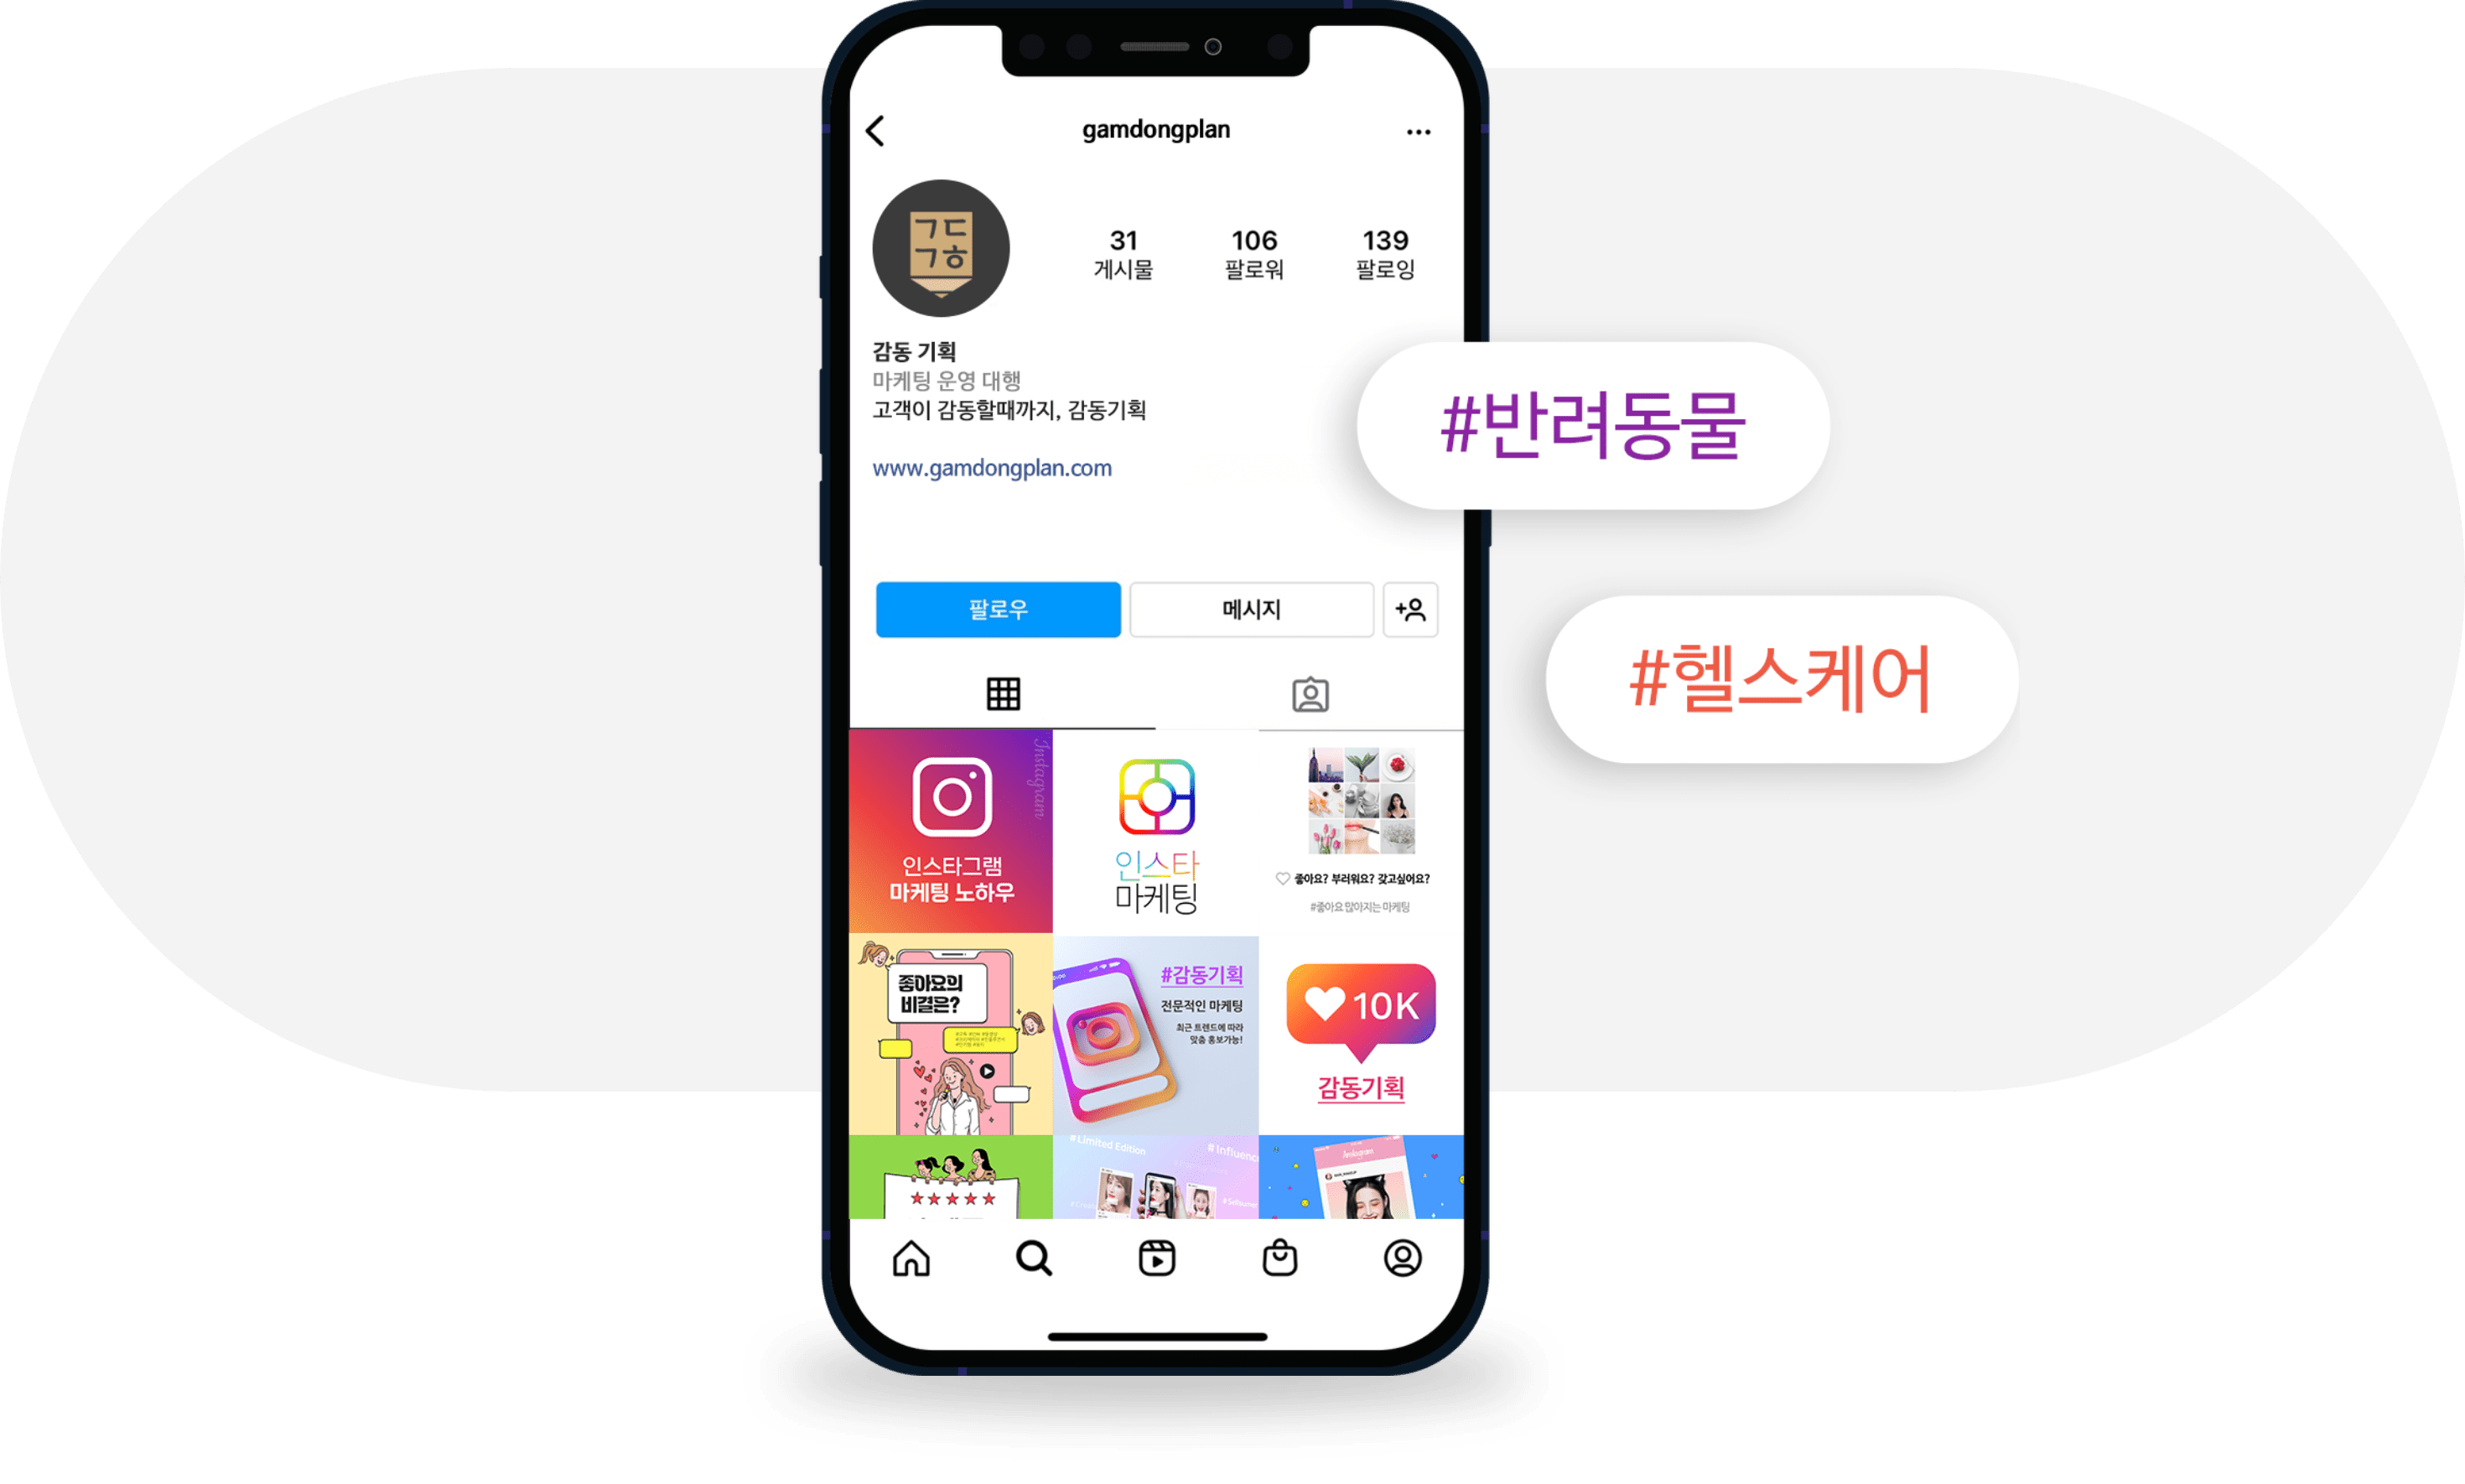 gamdongplan
ㄱㄷ
ㄱㅎ
31
게시물
106
팔로워
139
팔로잉
감동 기획
마케팅 운영 대행
고객이 감동할때까지, 감동기획
www.gamdongplan.com
#반려동물
#헬스케어
팔로우
메시지
Instagram
인스타그램
마케팅 노하우
인스타
마케팅
좋아요? 부러워요? 갖고싶어요?
#좋아요 많아지는 마케팅
좋아요의
비결은?
#감동기획
전문적인 마케팅
최근 트렌드에 따라
맞춤 홍보가능!
10K
감동기획
#Limited Edition
#Influenc